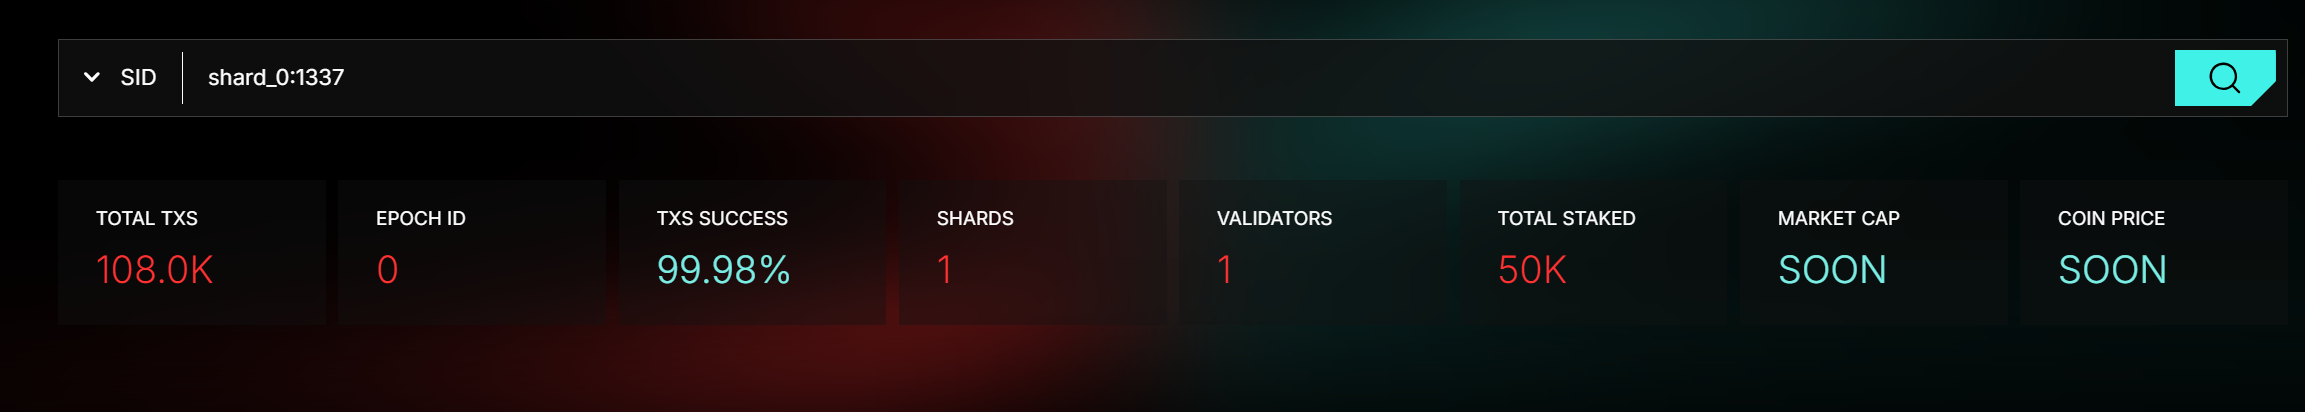 SID shard_0:1337
TOTAL TXS
108.0K
EPOCH ID
0
TXS SUCCESS
99.98%
SHARDS
1
VALIDATORS
1
TOTAL STAKED
50K
MARKET CAP
SOON
COIN PRICE
SOON